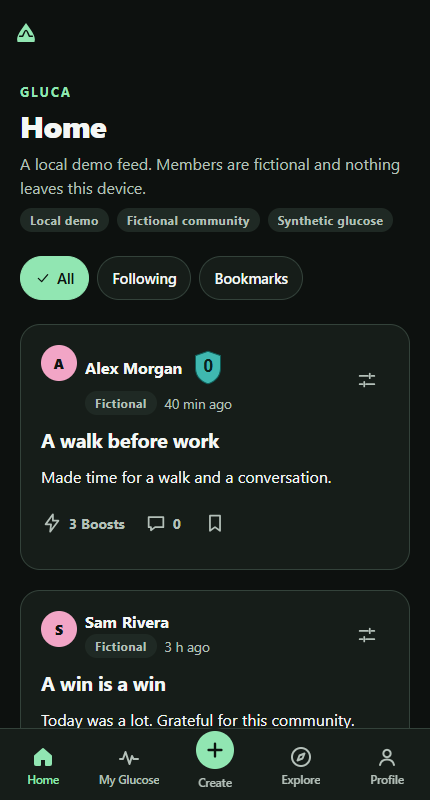 GLUCA
Home
A local demo feed. Members are fictional and nothing
leaves this device.
Local demo Fictional community Synthetic glucose
All Following Bookmarks
A Alex Morgan 0
Fictional 40 min ago
A walk before work
Made time for a walk and a conversation.
3 Boosts 0
S Sam Rivera
Fictional 3 h ago
A win is a win
Today was a lot. Grateful for this community.
Home My Glucose Create Explore Profile